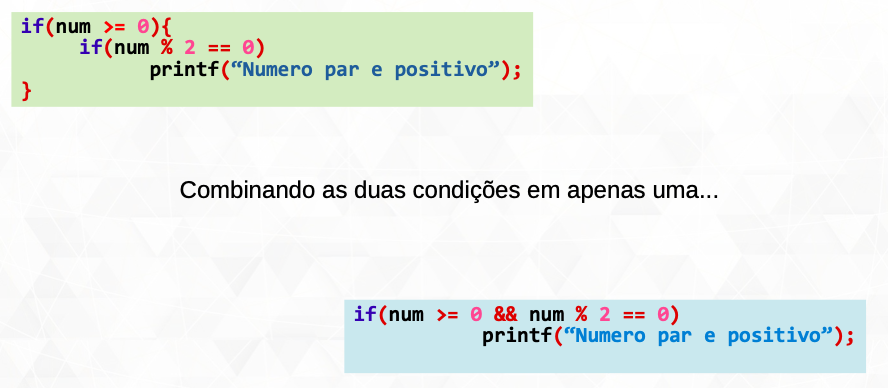 if(num >= 0){
if(num % 2 == 0)
printf(“Numero par e positivo”);
}
Combinando as duas condições em apenas uma...
if(num >= 0 && num % 2 == 0)
printf(“Numero par e positivo”);